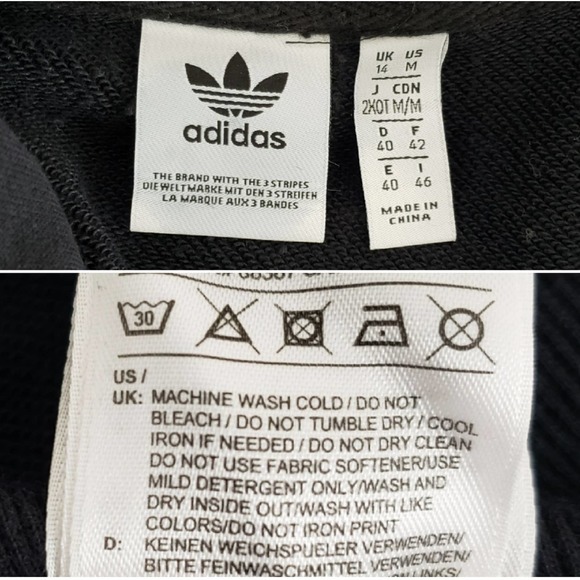 adidas
THE BRAND WITH THE 3 STRIPES
DIE WELTMARKE MIT DEN 3 STREIFEN
LA MARQUE AUX 3 BANDES
UK US
14 M
J CDN
2XOT M/M
D F
40 42
E I
40 46
MADE IN
CHINA
30
US /
UK: MACHINE WASH COLD / DO NOT
BLEACH / DO NOT TUMBLE DRY / COOL
IRON IF NEEDED / DO NOT DRY CLEAN
DO NOT USE FABRIC SOFTENER/USE
MILD DETERGENT ONLY/WASH AND
DRY INSIDE OUT/WASH WITH LIKE
COLORS/DO NOT IRON PRINT
D: KEINEN WEICHSPUELER VERWENDEN/
BITTE FEINWASCHMITTEL VERWENDEN/
LINKS/